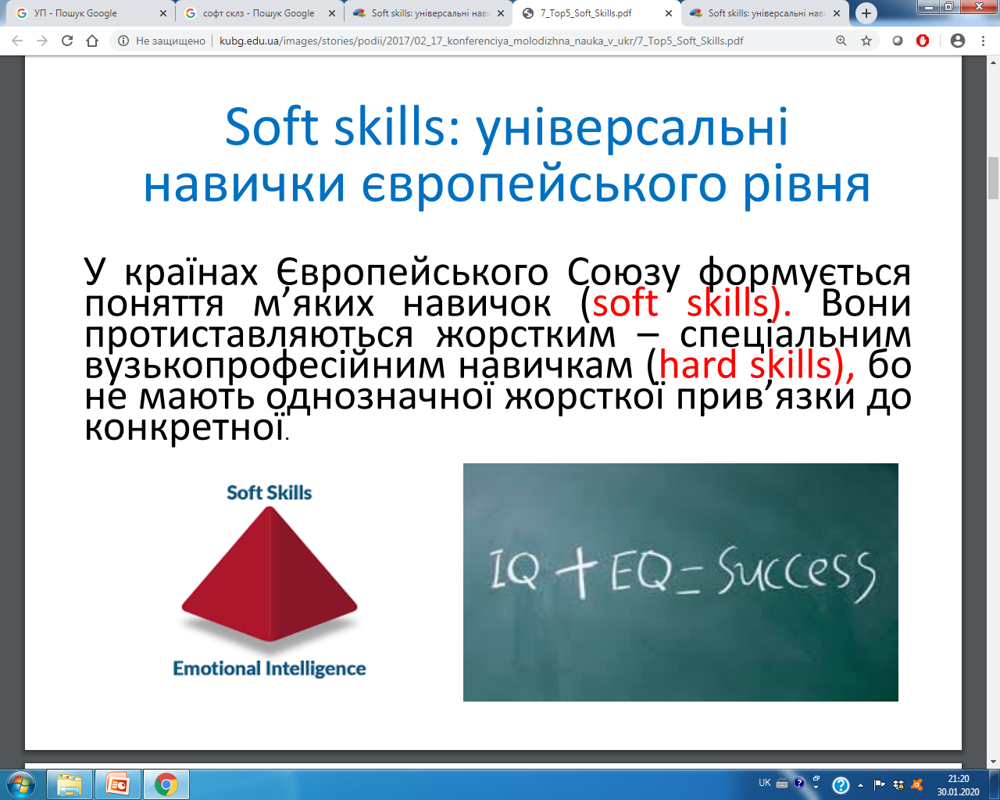 УП - Пошук Google
софт склз - Пошук Google
Soft skills: універсальні нав
7_Top5_Soft_Skills.pdf
Soft skills: універсальні нав
Не защищено
kubg.edu.ua/images/stories/podii/2017/02_17_konferenciya_molodizhna_nauka_v_ukr/7_Top5_Soft_Skills.pdf
Soft skills: універсальні
навички європейського рівня
У країнах Європейського Союзу формується
поняття м’яких навичок (soft skills). Вони
протиставляються жорстким – спеціальним
вузькопрофесійним навичкам (hard skills), бо
не мають однозначної жорсткої прив’язки до
конкретної.
Soft Skills
Emotional Intelligence
IQ + EQ = Success
UK
21:20
30.01.2020